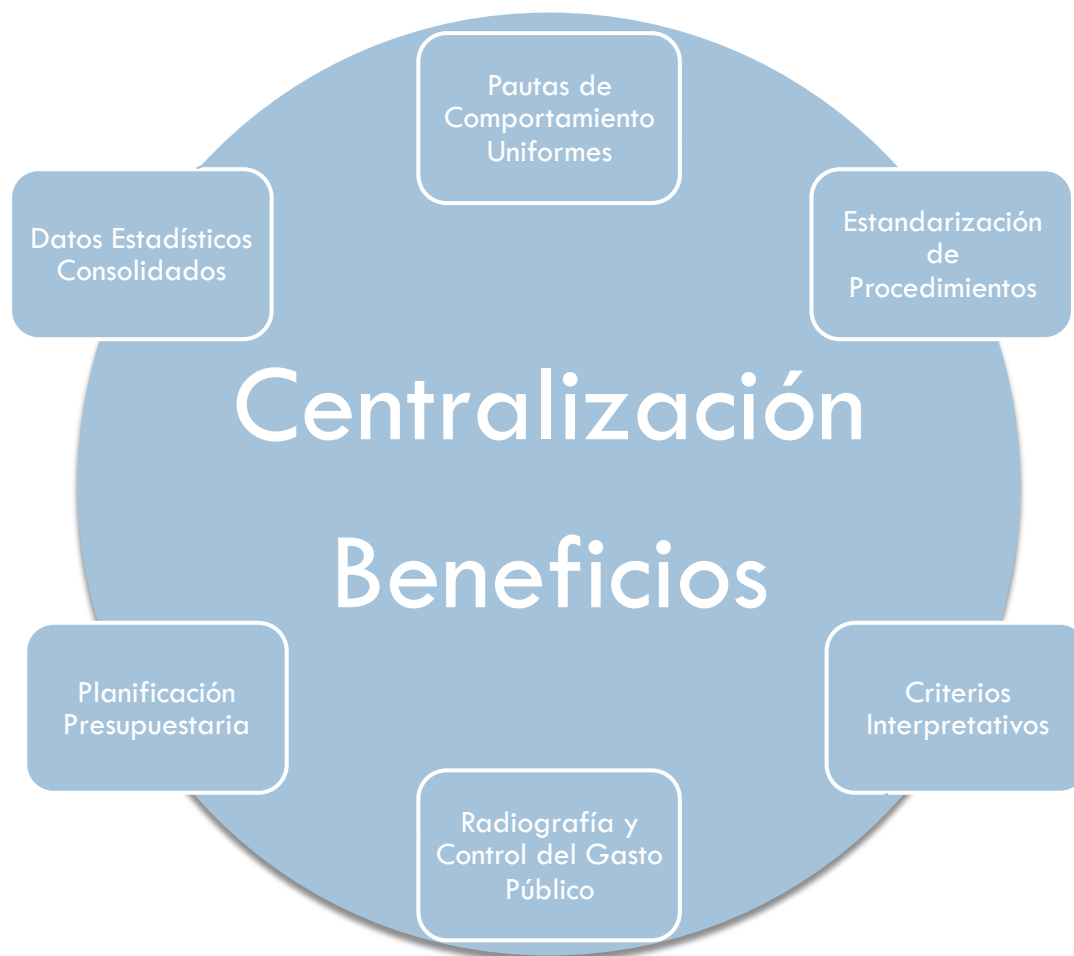 Pautas de
Comportamiento
Uniformes
Datos Estadísticos
Consolidados
Estandarización
de
Procedimientos
Centralización
Beneficios
Planificación
Presupuestaria
Criterios
Interpretativos
Radiografía y
Control del Gasto
Público